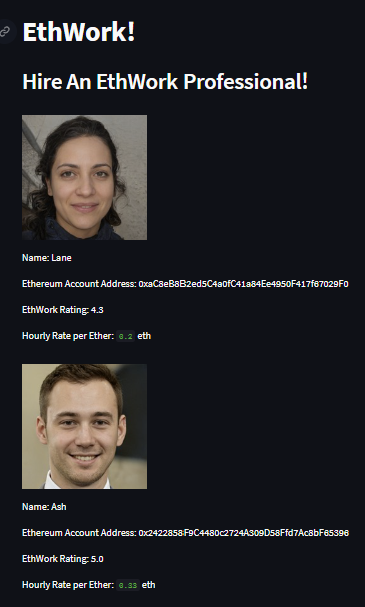 EthWork!
Hire An EthWork Professional!
Name: Lane
Ethereum Account Address: 0xaC8eB8B2ed5C4a0fC41a84Ee4950F417f67029F0
EthWork Rating: 4.3
Hourly Rate per Ether: 0.2 eth
Name: Ash
Ethereum Account Address: 0x2422858F9C4480c2724A309D58Ffd7Ac8bF65396
EthWork Rating: 5.0
Hourly Rate per Ether: 0.33 eth